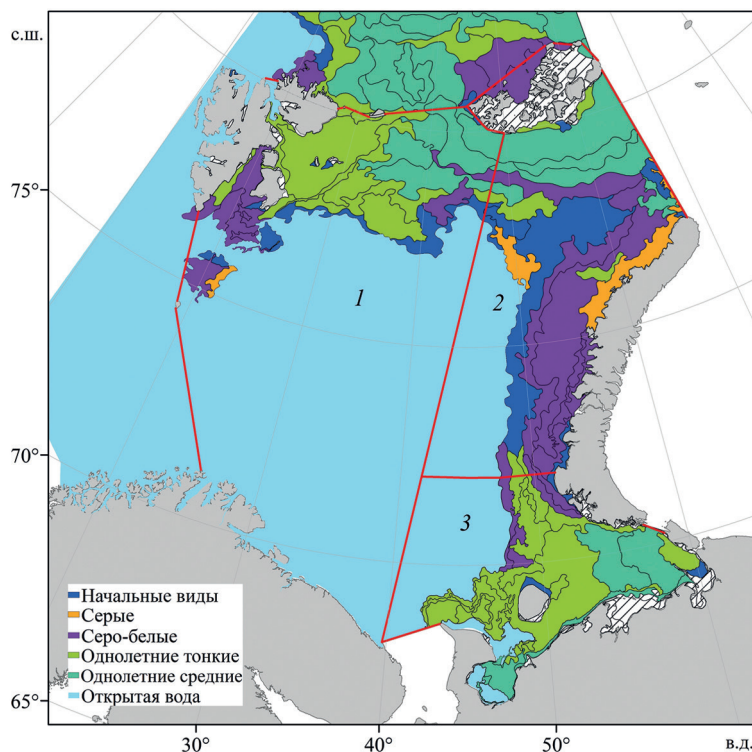 с.ш.
75°
1
2
70°
3
Начальные виды
Серые
Серо-белые
Однолетние тонкие
Однолетние средние
Открытая вода
65°
30° 40° 50° в.д.